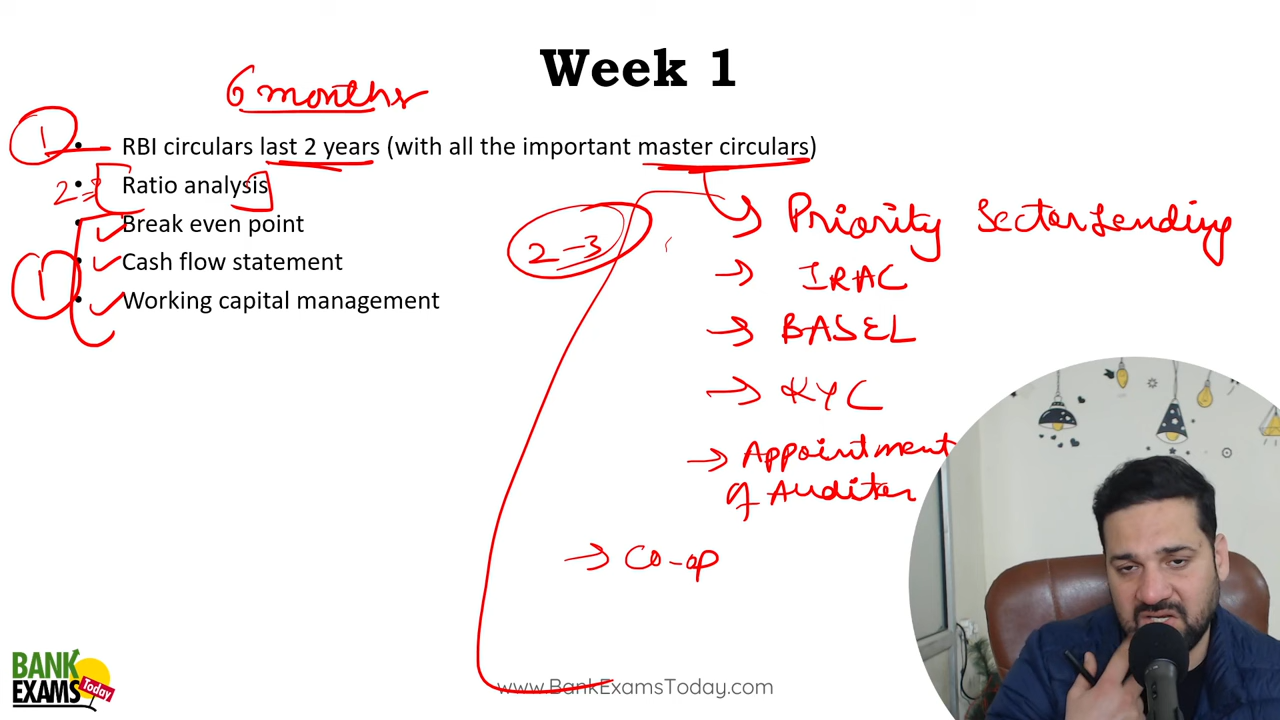 Week 1
6 months
1 • RBI circulars last 2 years (with all the important master circulars)
2 • Ratio analysis
• Break even point
1 • Cash flow statement
• Working capital management
2-3
→ Priority Sector Lending
→ IRAC
→ BASEL
→ KYC
→ Appointment
of Auditor
→ Co-op
BANK
EXAMS Today
www.BankExamsToday.com